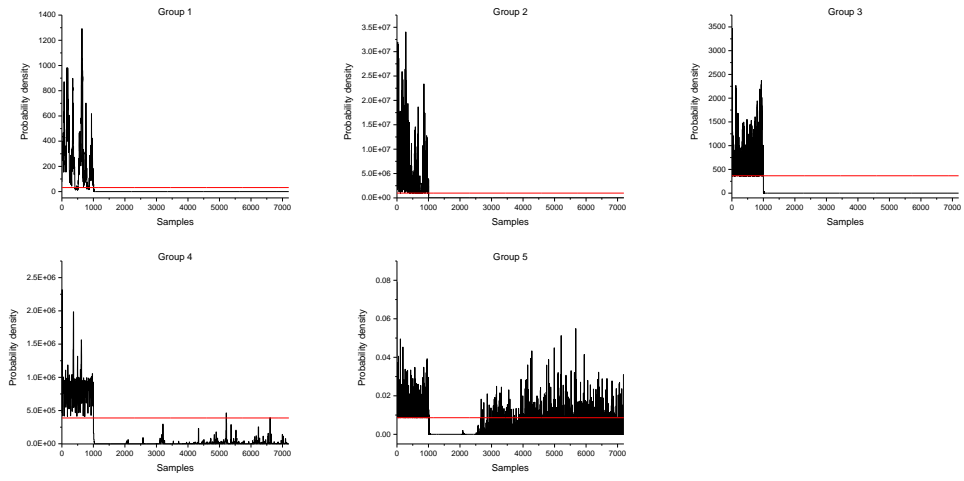 Group 1
1400
1200
1000
800
600
400
200
0
Probability density
0 1000 2000 3000 4000 5000 6000 7000
Samples
Group 2
3.5E+07
3.0E+07
2.5E+07
2.0E+07
1.5E+07
1.0E+07
5.0E+06
0.0E+00
Probability density
0 1000 2000 3000 4000 5000 6000 7000
Samples
Group 3
3500
3000
2500
2000
1500
1000
500
0
Probability density
0 1000 2000 3000 4000 5000 6000 7000
Samples
Group 4
2.5E+06
2.0E+06
1.5E+06
1.0E+06
5.0E+05
0.0E+00
Probability density
0 1000 2000 3000 4000 5000 6000 7000
Samples
Group 5
0.08
0.06
0.04
0.02
0.00
Probability density
0 1000 2000 3000 4000 5000 6000 7000
Samples